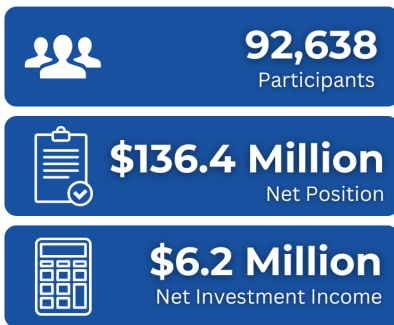 92,638
Participants
$136.4 Million
Net Position
$6.2 Million
Net Investment Income